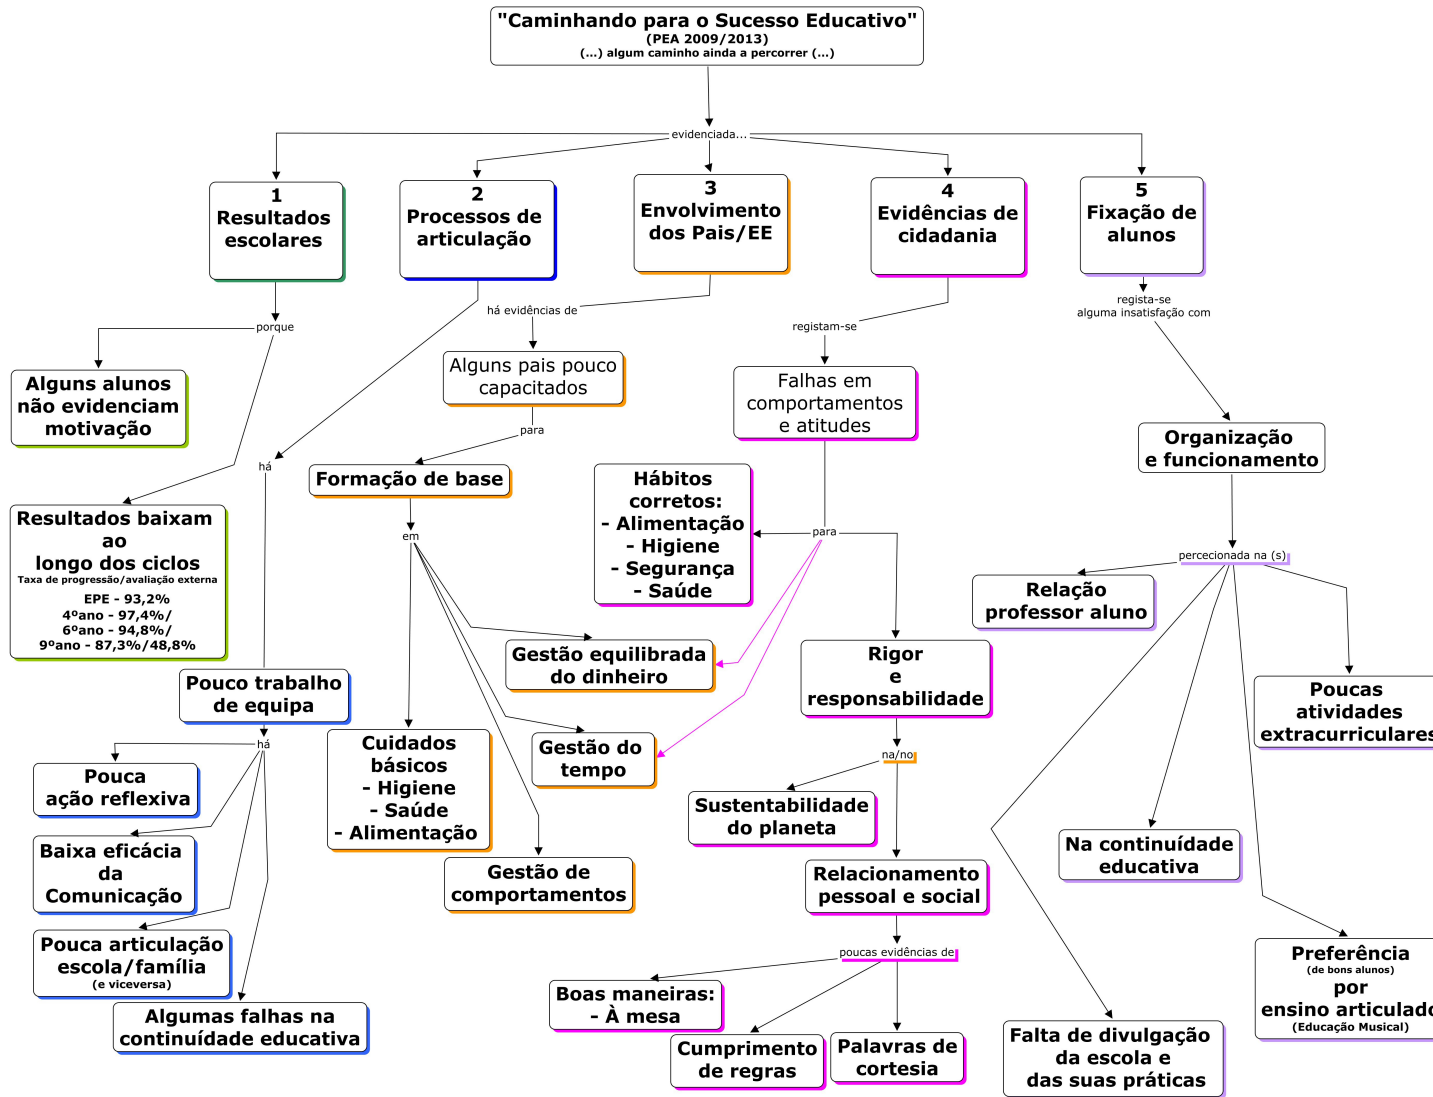 "Caminhando para o Sucesso Educativo"
(PEA 2009/2013)
(...) algum caminho ainda a percorrer (...)
evidenciada...
1
Resultados
escolares
2
Processos de
articulação
3
Envolvimento
dos Pais/EE
4
Evidências de
cidadania
5
Fixação de
alunos
porque
Alguns alunos
não evidenciam
motivação
Resultados baixam
ao
longo dos ciclos
Taxa de progressão/avaliação externa
EPE - 93,2%
4ºano - 97,4%/
6ºano - 94,8%/
9ºano - 87,3%/48,8%
há
Pouco trabalho
de equipa
há
Pouca
ação reflexiva
Baixa eficácia
da
Comunicação
Pouca articulação
escola/família
(e viceversa)
Algumas falhas na
continuídade educativa
há evidências de
Alguns pais pouco
capacitados
para
Formação de base
em
Cuidados
básicos
- Higiene
- Saúde
- Alimentação
Gestão equilibrada
do dinheiro
Gestão do
tempo
Gestão de
comportamentos
registam-se
Falhas em
comportamentos
e atitudes
para
Hábitos
corretos:
- Alimentação
- Higiene
- Segurança
- Saúde
Rigor
e
responsabilidade
na/no
Sustentabilidade
do planeta
Relacionamento
pessoal e social
poucas evidências de
Boas maneiras:
- À mesa
Cumprimento
de regras
Palavras de
cortesia
regista-se
alguma insatisfação com
Organização
e funcionamento
percecionada na (s)
Relação
professor aluno
Falta de divulgação
da escola e
das suas práticas
Na continuídade
educativa
Preferência
(de bons alunos)
por
ensino articulado
(Educação Musical)
Poucas
atividades
extracurriculares